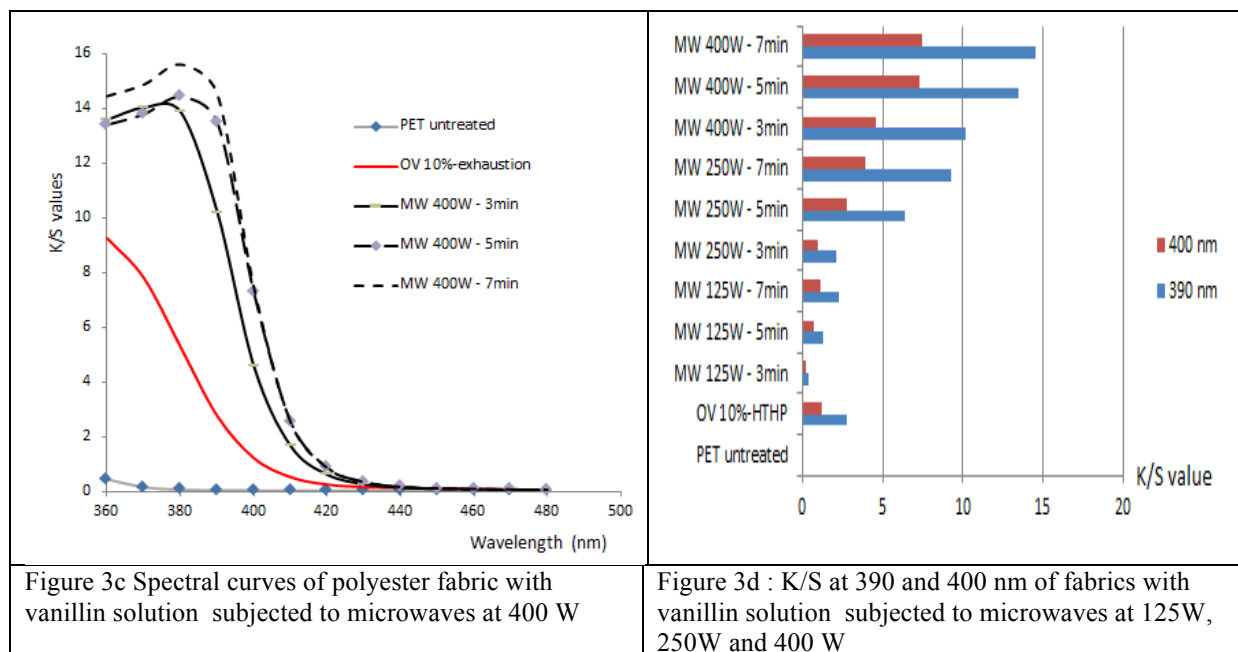 16
14
12
10
8
6
4
2
0
K/S values
360
380
400
420
440
460
480
500
Wavelength (nm)
PET untreated
OV 10%-exhaustion
MW 400W - 3min
MW 400W - 5min
MW 400W - 7min
Figure 3c Spectral curves of polyester fabric with
vanillin solution subjected to microwaves at 400 W
MW 400W - 7min
MW 400W - 5min
MW 400W - 3min
MW 250W - 7min
MW 250W - 5min
MW 250W - 3min
MW 125W - 7min
MW 125W - 5min
MW 125W - 3min
OV 10%-HTHP
PET untreated
0
5
10
15
20
K/S value
400 nm
390 nm
Figure 3d : K/S at 390 and 400 nm of fabrics with
vanillin solution subjected to microwaves at 125W,
250W and 400 W